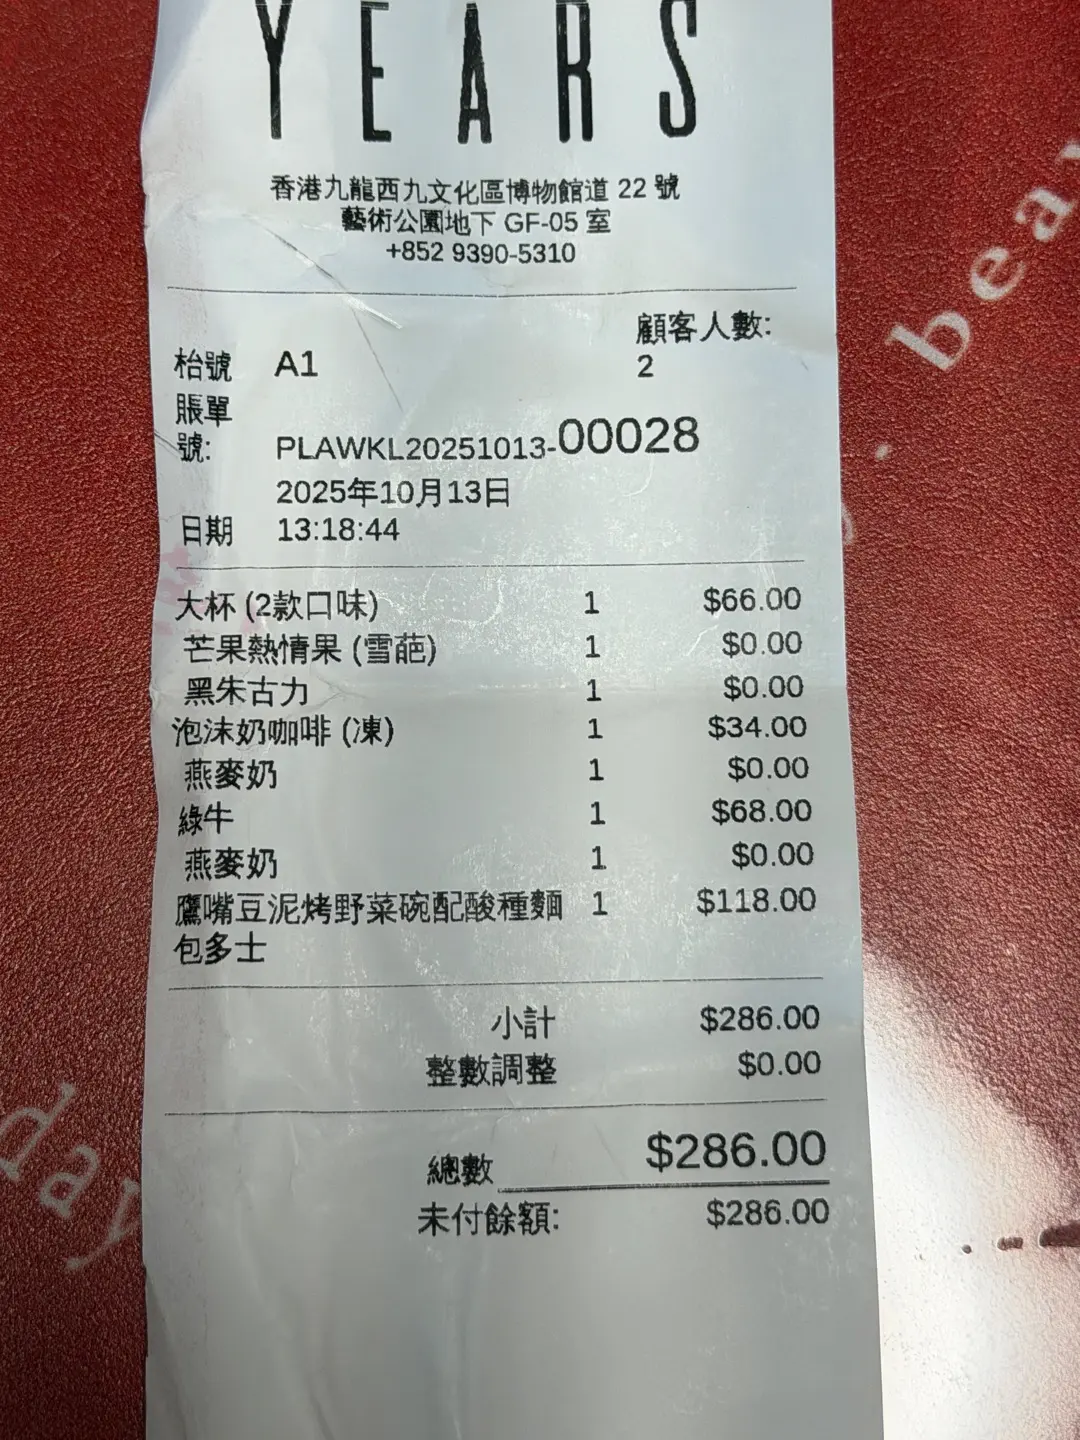 YEARS
香港九龍西九文化區博物館道 22 號
藝術公園地下 GF-05 室
+852 9390-5310
顧客人數:
枱號 A1 2
賬單
號: PLAWKL20251013-00028
2025年10月13日
日期 13:18:44
大杯 (2款口味) 1 $66.00
芒果熱情果 (雪葩) 1 $0.00
黑朱古力 1 $0.00
泡沫奶咖啡 (凍) 1 $34.00
燕麥奶 1 $0.00
綠牛 1 $68.00
燕麥奶 1 $0.00
鷹嘴豆泥烤野菜碗配酸種麵 1 $118.00
包多士
小計 $286.00
整數調整 $0.00
總數 $286.00
未付餘額: $286.00
bea
day